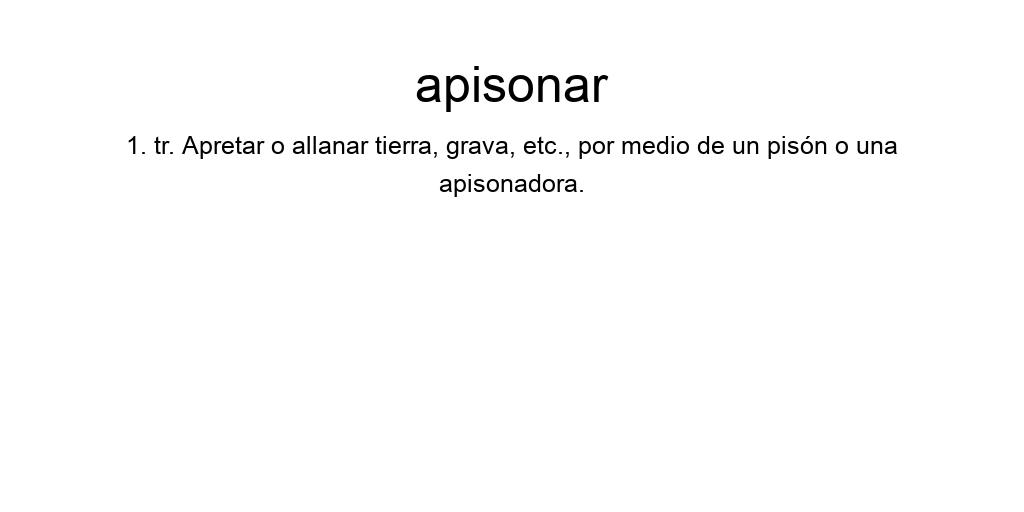 apisonar
1. tr. Apretar o allanar tierra, grava, etc., por medio de un pisón o una
apisonadora.